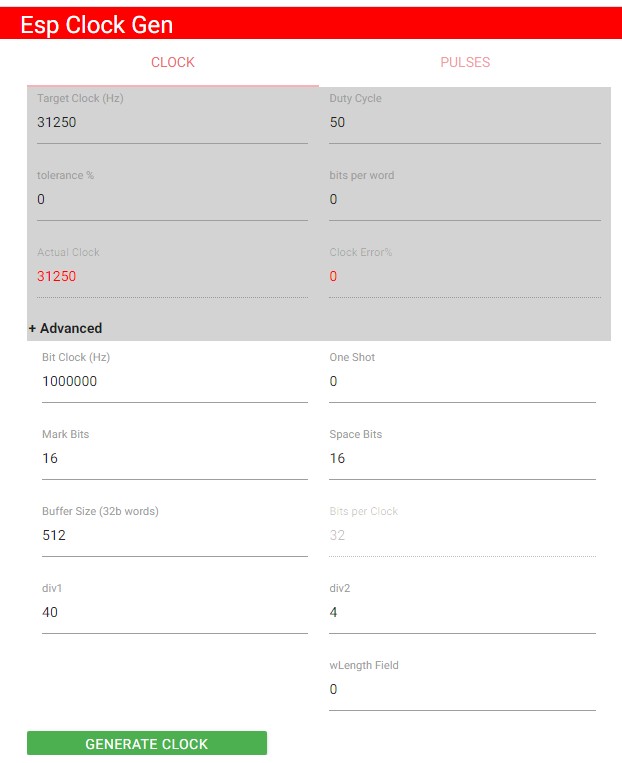 Esp Clock Gen
CLOCK PULSES
Target Clock (Hz) Duty Cycle
31250 50
tolerance % bits per word
0 0
Actual Clock Clock Error%
31250 0
+ Advanced
Bit Clock (Hz) One Shot
1000000 0
Mark Bits Space Bits
16 16
Buffer Size (32b words) Bits per Clock
512 32
div1 div2
40 4
wLength Field
0
GENERATE CLOCK